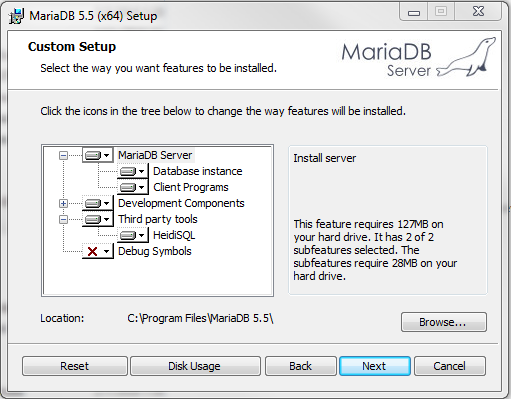 MariaDB 5.5 (x64) Setup
Custom Setup
Select the way you want features to be installed.
MariaDB
Server
Click the icons in the tree below to change the way features will be installed.
MariaDB Server
Database instance
Client Programs
Development Components
Third party tools
HeidiSQL
Debug Symbols
Install server
This feature requires 127MB on
your hard drive. It has 2 of 2
subfeatures selected. The
subfeatures require 28MB on your
hard drive.
Location: C:\Program Files\MariaDB 5.5\
Browse...
Reset Disk Usage Back Next Cancel